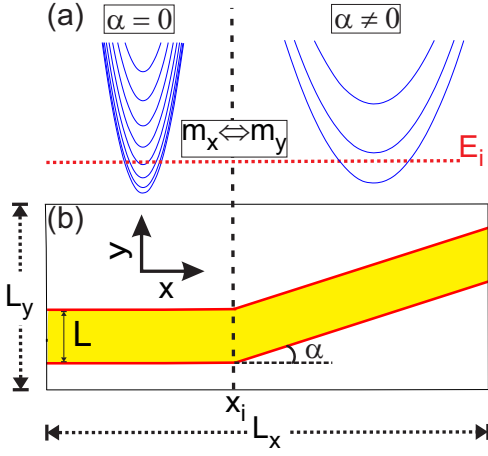 (a)
α = 0
α ≠ 0
m_x ⇔ m_y
E_i
(b)
y
x
L_y
L
α
x_i
L_x